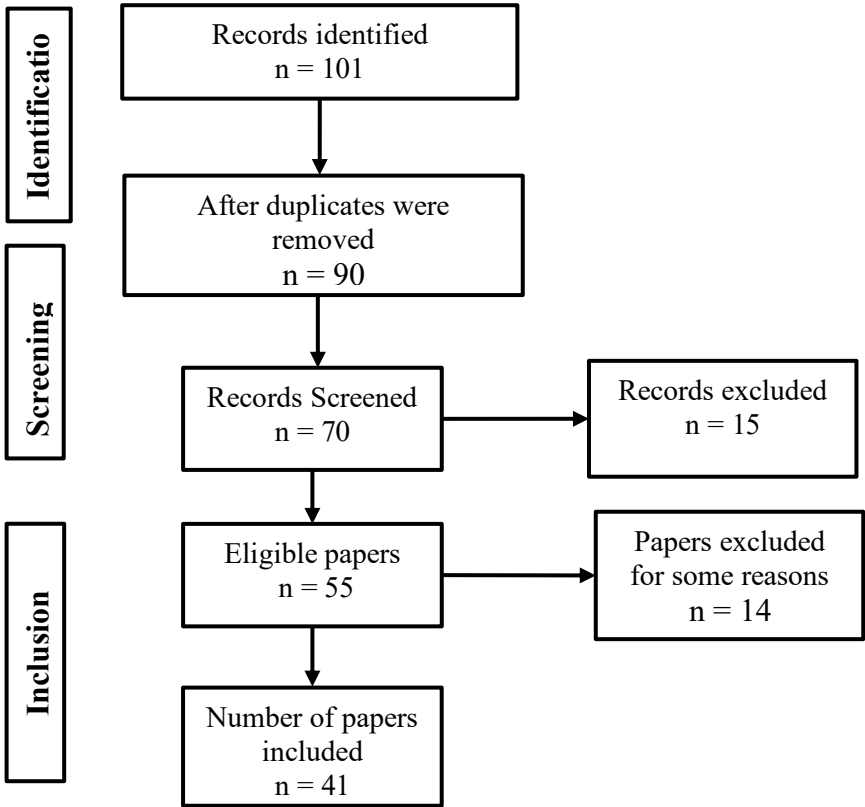 Identificatio
Records identified
n = 101
After duplicates were
removed
n = 90
Screening
Records Screened
n = 70
Records excluded
n = 15
Inclusion
Eligible papers
n = 55
Papers excluded
for some reasons
n = 14
Number of papers
included
n = 41